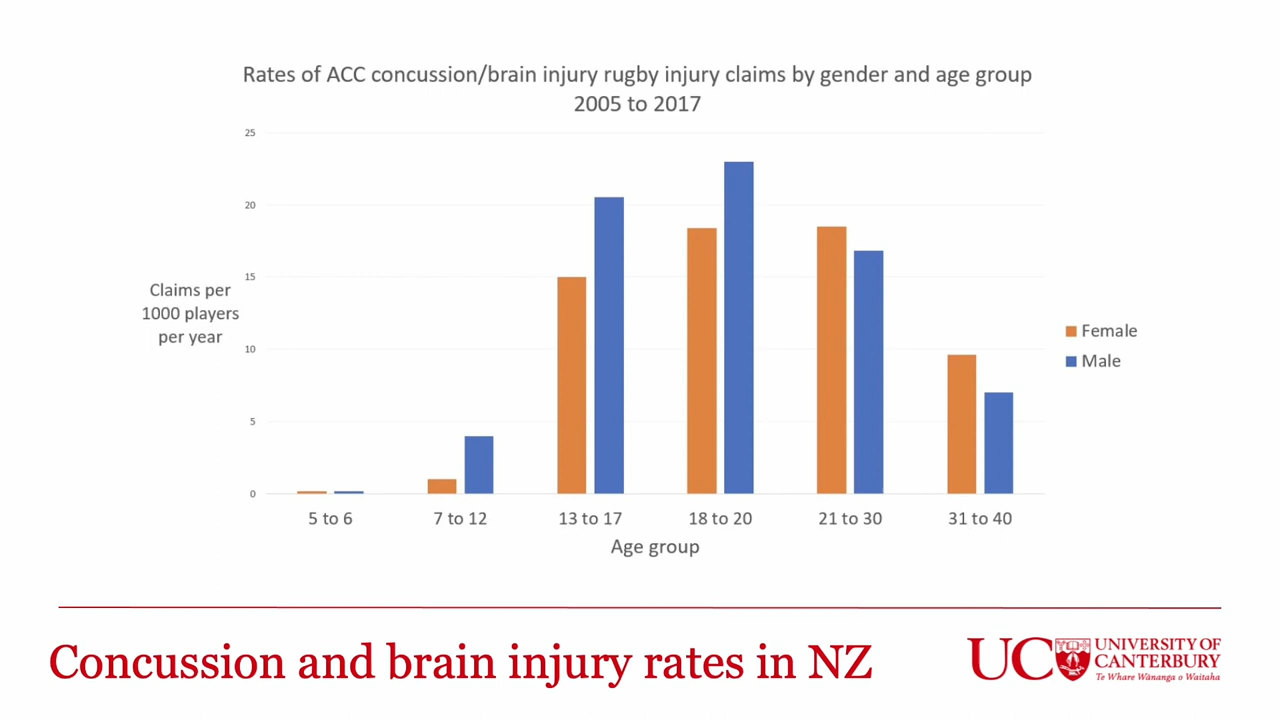 Rates of ACC concussion/brain injury rugby injury claims by gender and age group
2005 to 2017
25
20
15
10
5
0
Claims per
1000 players
per year
5 to 6
7 to 12
13 to 17
18 to 20
21 to 30
31 to 40
Age group
Female
Male
Concussion and brain injury rates in NZ
UC
UNIVERSITY OF
CANTERBURY
Te Whare Wānanga o Waitaha